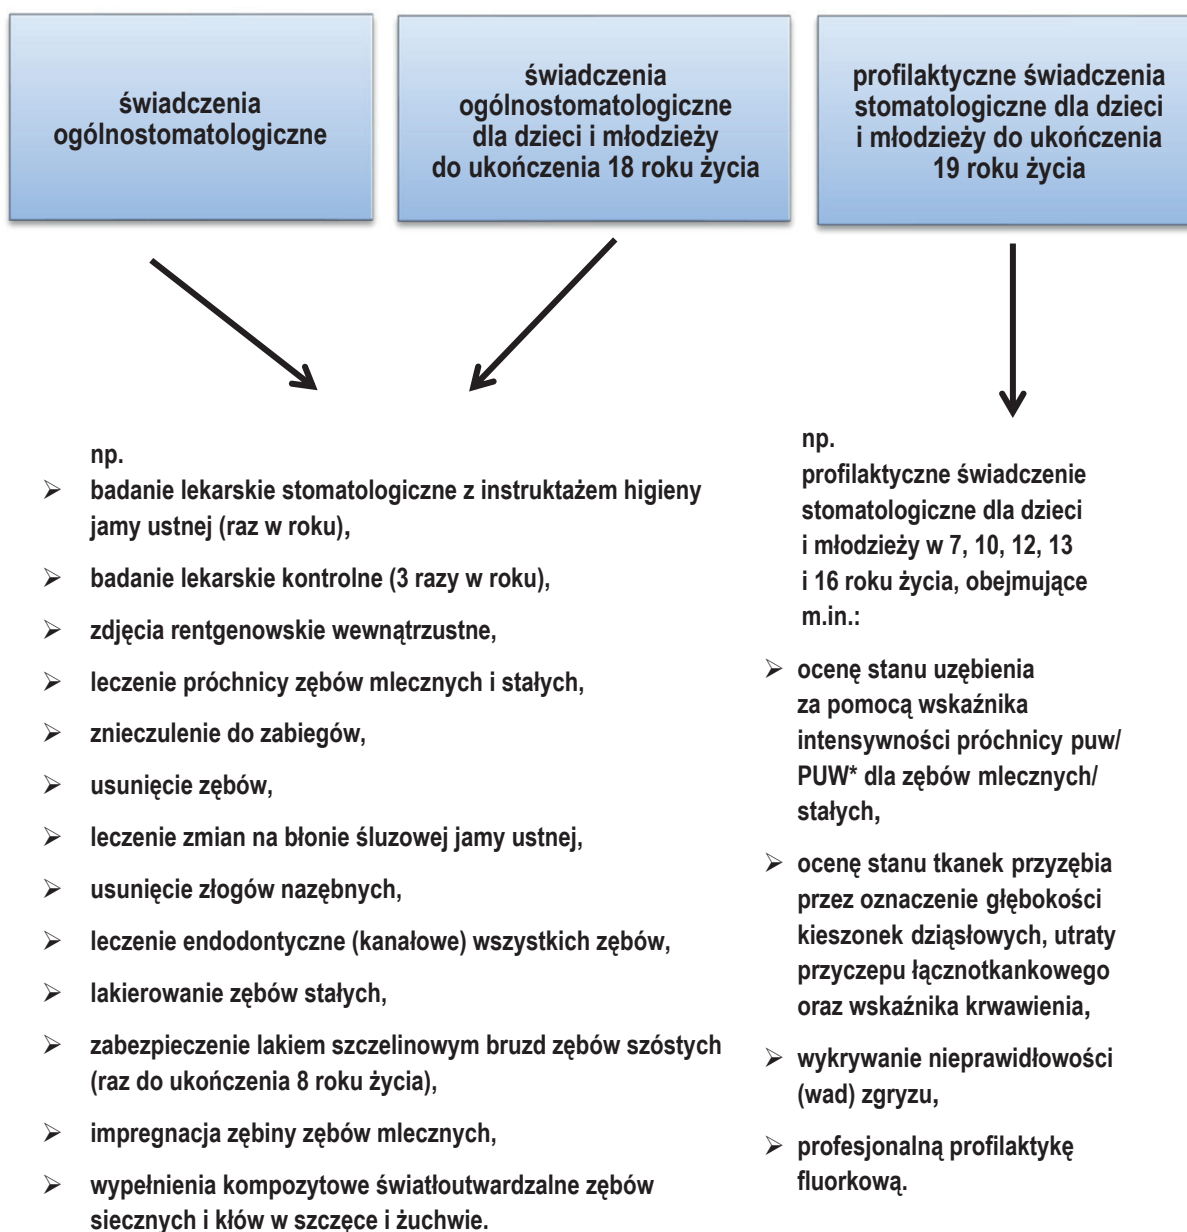 świadczenia
ogólnostomatologiczne
świadczenia
ogólnostomatologiczne
dla dzieci i młodzieży
do ukończenia 18 roku życia
profilaktyczne świadczenia
stomatologiczne dla dzieci
i młodzieży do ukończenia
19 roku życia
np.
➢ badanie lekarskie stomatologiczne z instruktażem higieny
jamy ustnej (raz w roku),
➢ badanie lekarskie kontrolne (3 razy w roku),
➢ zdjęcia rentgenowskie wewnątrzustne,
➢ leczenie próchnicy zębów mlecznych i stałych,
➢ znieczulenie do zabiegów,
➢ usunięcie zębów,
➢ leczenie zmian na błonie śluzowej jamy ustnej,
➢ usunięcie złogów nazębnych,
➢ leczenie endodontyczne (kanałowe) wszystkich zębów,
➢ lakierowanie zębów stałych,
➢ zabezpieczenie lakiem szczelinowym bruzd zębów szóstych
(raz do ukończenia 8 roku życia),
➢ impregnacja zębiny zębów mlecznych,
➢ wypełnienia kompozytowe światłoutwardzalne zębów
siecznych i kłów w szczęce i żuchwie.
np.
profilaktyczne świadczenie
stomatologiczne dla dzieci
i młodzieży w 7, 10, 12, 13
i 16 roku życia, obejmujące
m.in.:
➢ ocenę stanu uzębienia
za pomocą wskaźnika
intensywności próchnicy puw/
PUW* dla zębów mlecznych/
stałych,
➢ ocenę stanu tkanek przyzębia
przez oznaczenie głębokości
kieszonek dziąsłowych, utraty
przyczepu łącznotkankowego
oraz wskaźnika krwawienia,
➢ wykrywanie nieprawidłowości
(wad) zgryzu,
➢ profesjonalną profilaktykę
fluorkową.